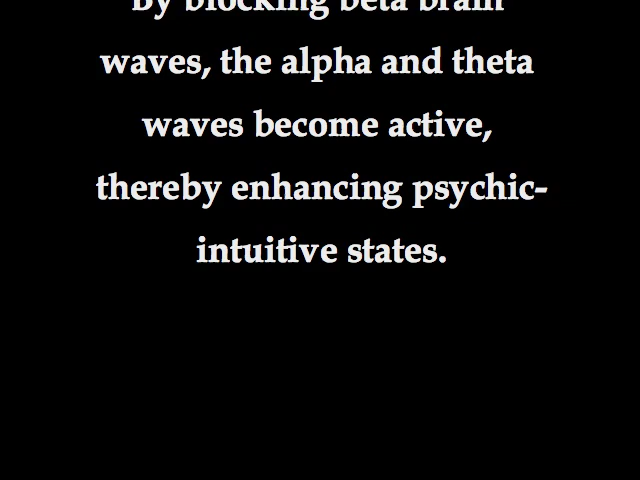 By blocking beta brain
waves, the alpha and theta
waves become active,
thereby enhancing psychic-
intuitive states.